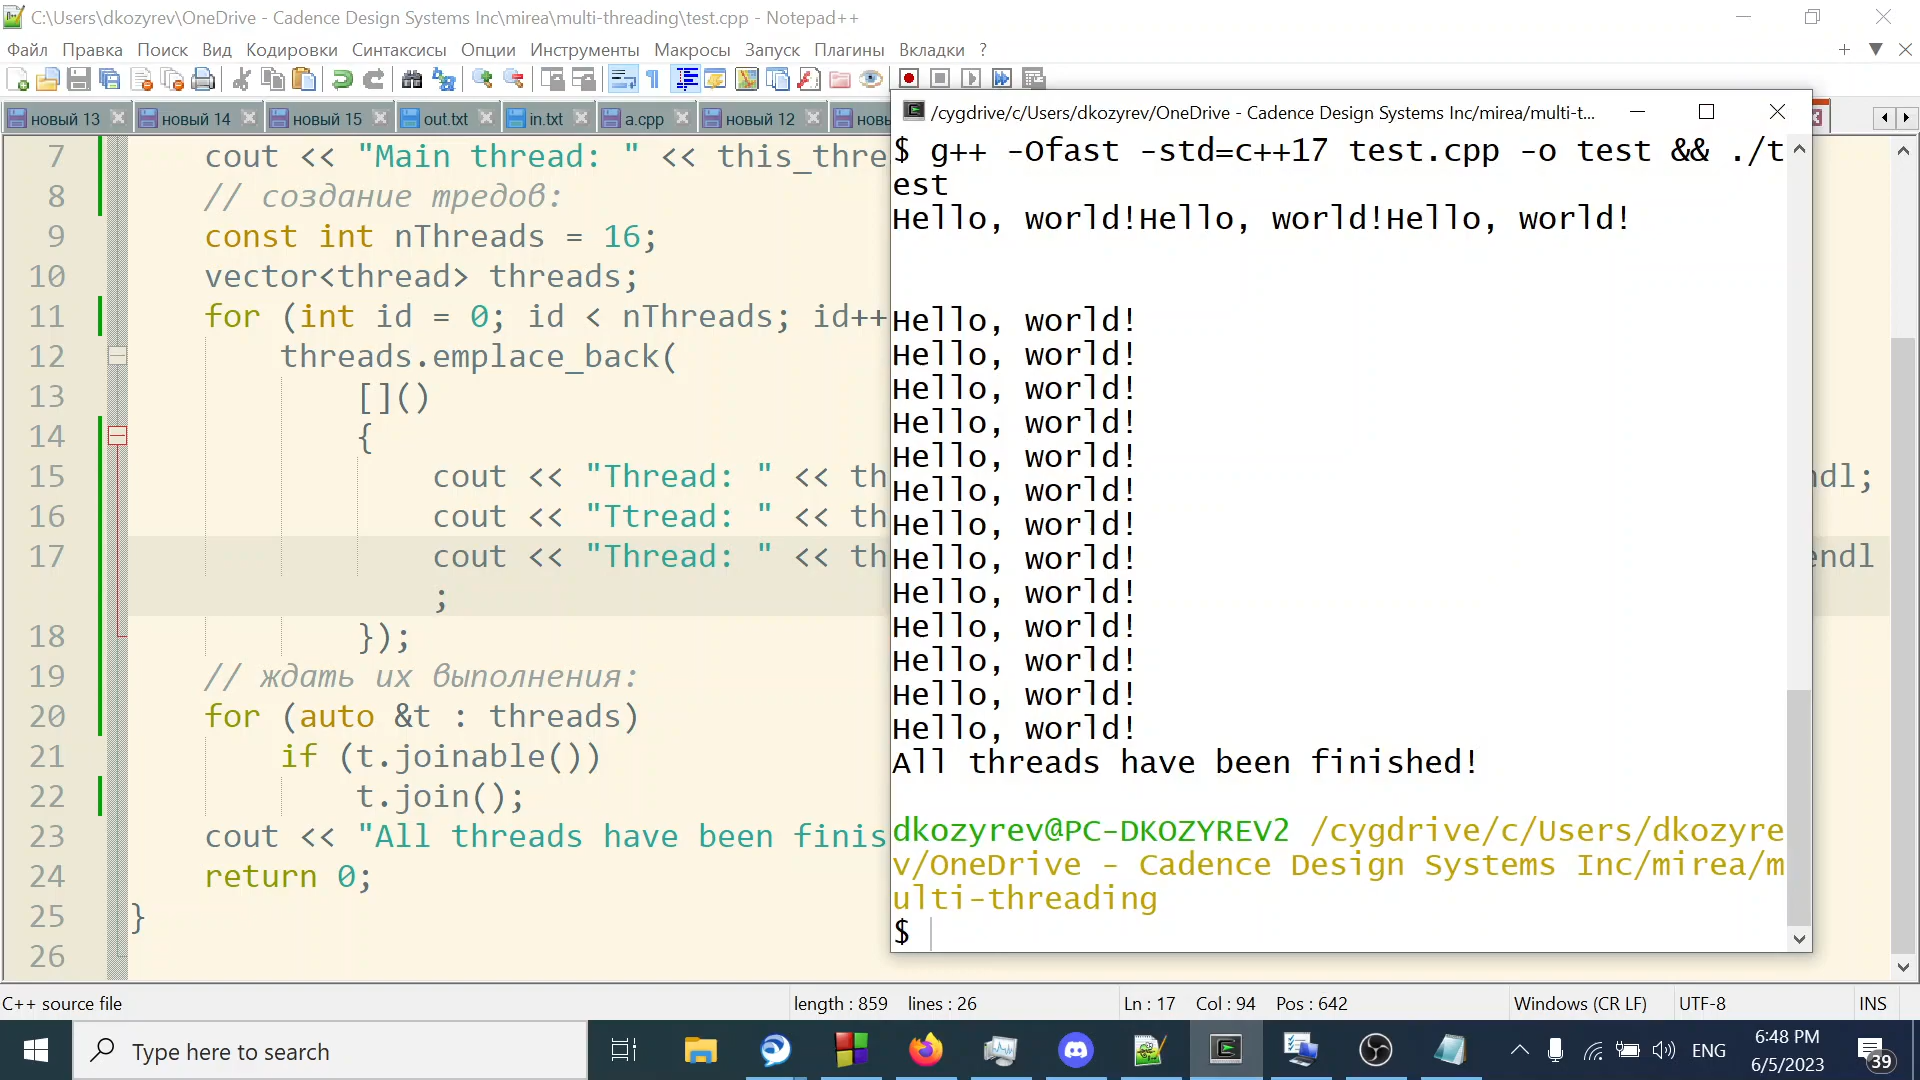 C:\Users\dkozyrev\OneDrive - Cadence Design Systems Inc\mirea\multi-threading\test.cpp - Notepad++
Файл Правка Поиск Вид Кодировки Синтаксисы Опции Инструменты Макросы Запуск Плагины Вкладки ?
новый 13 новый 14 новый 15 out.txt in.txt a.cpp новый 12 новы
7 cout << "Main thread: " << this_thre
8 // создание тредов:
9 const int nThreads = 16;
10 vector<thread> threads;
11 for (int id = 0; id < nThreads; id++
12 threads.emplace_back(
13 []()
14 {
15 cout << "Thread: " << th
ndl;
16 cout << "Ttread: " << th
17 cout << "Thread: " << th
endl
;
18 });
19 // ждать их выполнения:
20 for (auto &t : threads)
21 if (t.joinable())
22 t.join();
23 cout << "All threads have been finis
24 return 0;
25 }
26
/cygdrive/c/Users/dkozyrev/OneDrive - Cadence Design Systems Inc/mirea/multi-t...
$ g++ -Ofast -std=c++17 test.cpp -o test && ./t
est
Hello, world!Hello, world!Hello, world!
Hello, world!
Hello, world!
Hello, world!
Hello, world!
Hello, world!
Hello, world!
Hello, world!
Hello, world!
Hello, world!
Hello, world!
Hello, world!
Hello, world!
Hello, world!
All threads have been finished!
dkozyrev@PC-DKOZYREV2 /cygdrive/c/Users/dkozyre
v/OneDrive - Cadence Design Systems Inc/mirea/m
ulti-threading
$
C++ source file length : 859 lines : 26 Ln : 17 Col : 94 Pos : 642 Windows (CR LF) UTF-8 INS
Type here to search
ENG
6:48 PM
6/5/2023
39